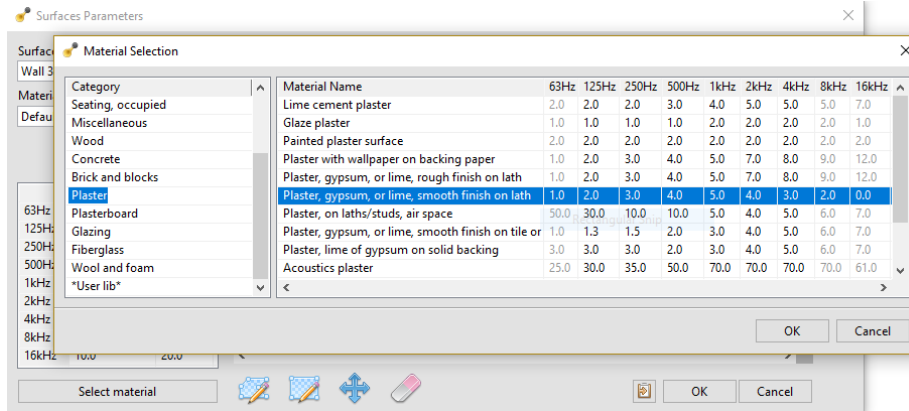 Surfaces Parameters
Surfac
Material Selection
Wall 3
Materi
Defau
Category
Seating, occupied
Miscellaneous
Wood
Concrete
Brick and blocks
Plaster
Plasterboard
Glazing
Fiberglass
Wool and foam
*User lib*
Material Name 63Hz 125Hz 250Hz 500Hz 1kHz 2kHz 4kHz 8kHz 16kHz
Lime cement plaster 2.0 2.0 2.0 3.0 4.0 5.0 5.0 5.0 7.0
Glaze plaster 1.0 1.0 1.0 1.0 2.0 2.0 2.0 2.0 1.0
Painted plaster surface 2.0 2.0 2.0 2.0 2.0 2.0 2.0 2.0 2.0
Plaster with wallpaper on backing paper 1.0 2.0 3.0 4.0 5.0 7.0 8.0 9.0 12.0
Plaster, gypsum, or lime, rough finish on lath 1.0 2.0 3.0 4.0 5.0 7.0 8.0 9.0 12.0
Plaster, gypsum, or lime, smooth finish on lath 1.0 2.0 3.0 4.0 5.0 4.0 3.0 2.0 0.0
Plaster, on laths/studs, air space 50.0 30.0 10.0 10.0 5.0 4.0 5.0 6.0 7.0
Rectangular Snip
Plaster, gypsum, or lime, smooth finish on tile or 1.0 1.3 1.5 2.0 3.0 4.0 5.0 6.0 7.0
Plaster, lime of gypsum on solid backing 3.0 3.0 3.0 2.0 3.0 4.0 5.0 6.0 7.0
Acoustics plaster 25.0 30.0 35.0 50.0 70.0 70.0 70.0 70.0 61.0
63Hz
125Hz
250Hz
500Hz
1kHz
2kHz
4kHz
8kHz
16kHz 10.0 20.0
OK Cancel
Select material
OK Cancel